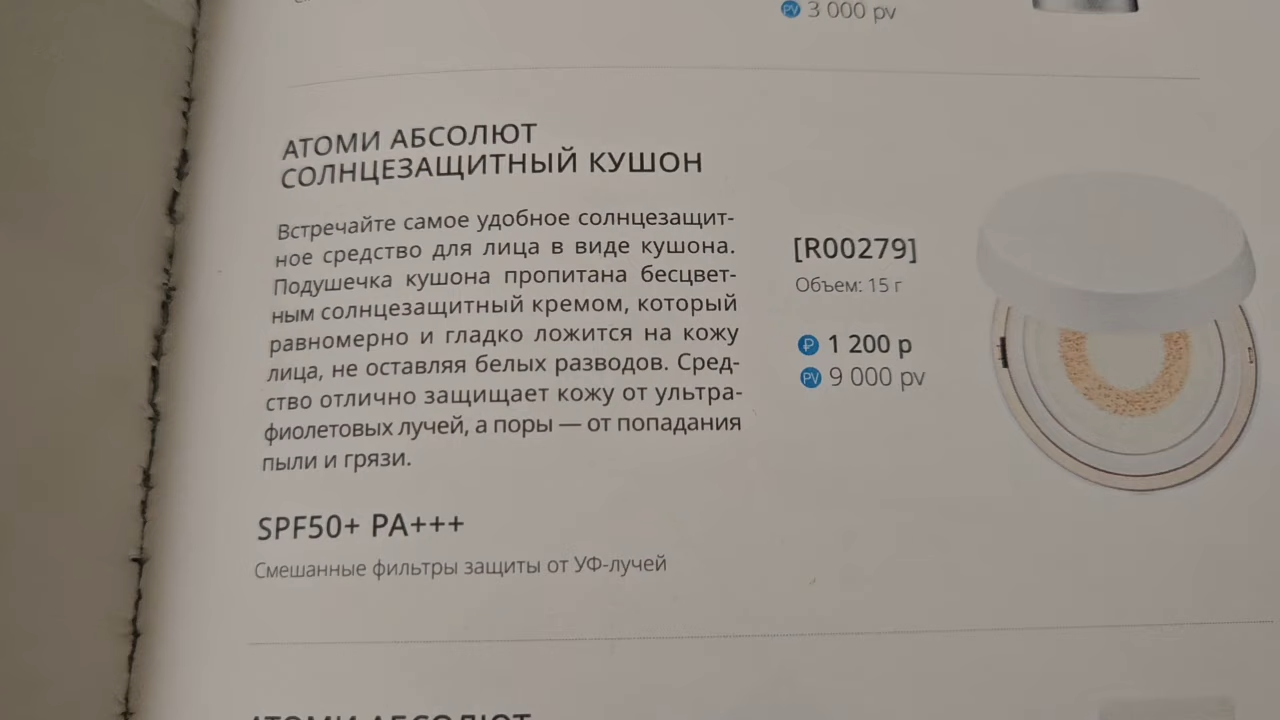 3 000 pv
АТОМИ АБСОЛЮТ
СОЛНЦЕЗАЩИТНЫЙ КУШОН
Встречайте самое удобное солнцезащит-
ное средство для лица в виде кушона.
Подушечка кушона пропитана бесцвет-
ным солнцезащитный кремом, который
равномерно и гладко ложится на кожу
лица, не оставляя белых разводов. Сред-
ство отлично защищает кожу от ультра-
фиолетовых лучей, а поры — от попадания
пыли и грязи.
SPF50+ PA+++
Смешанные фильтры защиты от УФ-лучей
[R00279]
Объем: 15 г
₽ 1 200 р
PV 9 000 pv
АТОМИ АБСОЛЮТ